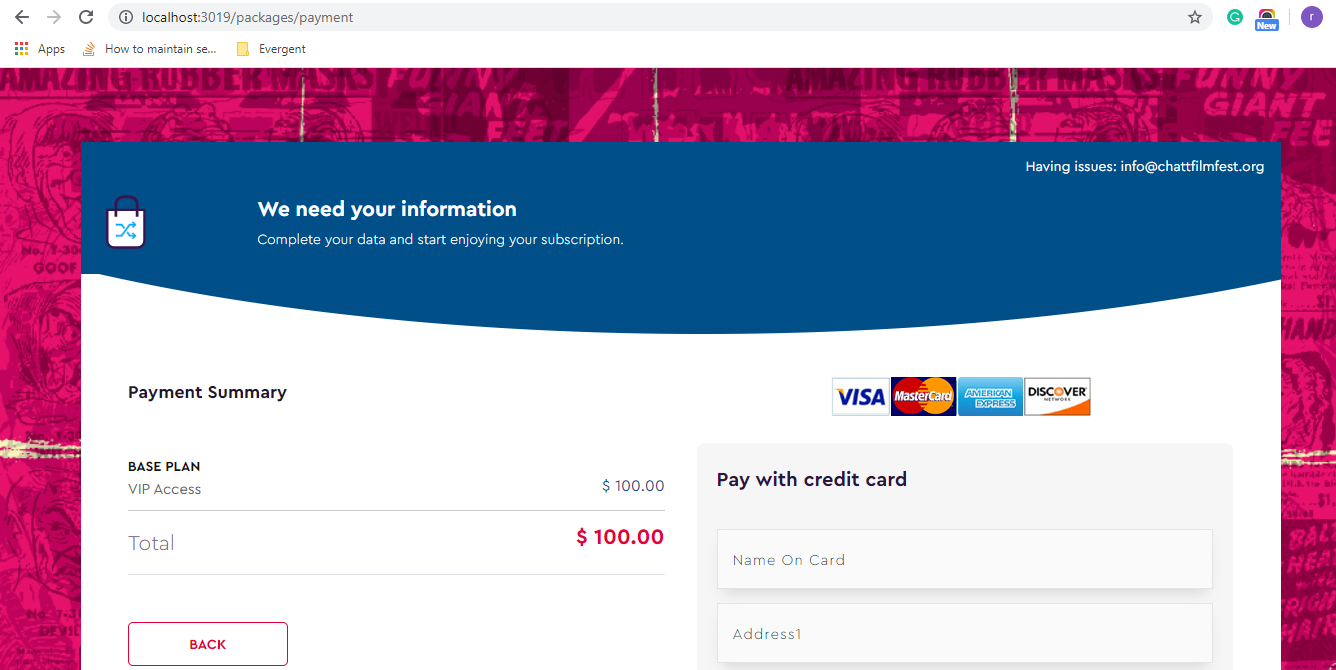 localhost:3019/packages/payment
New
r
Apps
How to maintain se...
Evergent
AMAZING RUBBER MASKS
FUNNY
GIANT
FEE
Having issues: info@chattfilmfest.org
We need your information
Complete your data and start enjoying your subscription.
GOOF
Payment Summary
VISA
MasterCard
AMERICAN EXPRESS
DISCOVER
NETWORK
BASE PLAN
VIP Access
$ 100.00
Total
$ 100.00
BACK
Pay with credit card
Name On Card
Address1